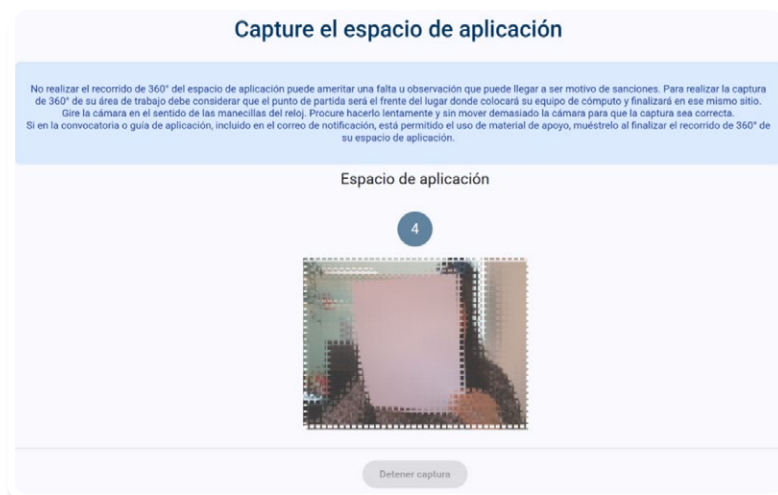 Capture el espacio de aplicación
No realizar el recorrido de 360° del espacio de aplicación puede ameritar una falta u observación que puede llegar a ser motivo de sanciones. Para realizar la captura
de 360° de su área de trabajo debe considerar que el punto de partida será el frente del lugar donde colocará su equipo de cómputo y finalizará en ese mismo sitio.
Gire la cámara en el sentido de las manecillas del reloj. Procure hacerlo lentamente y sin mover demasiado la cámara para que la captura sea correcta.
Si en la convocatoria o guía de aplicación, incluido en el correo de notificación, está permitido el uso de material de apoyo, muéstrelo al finalizar el recorrido de 360° de
su espacio de aplicación.
Espacio de aplicación
4
Detener captura